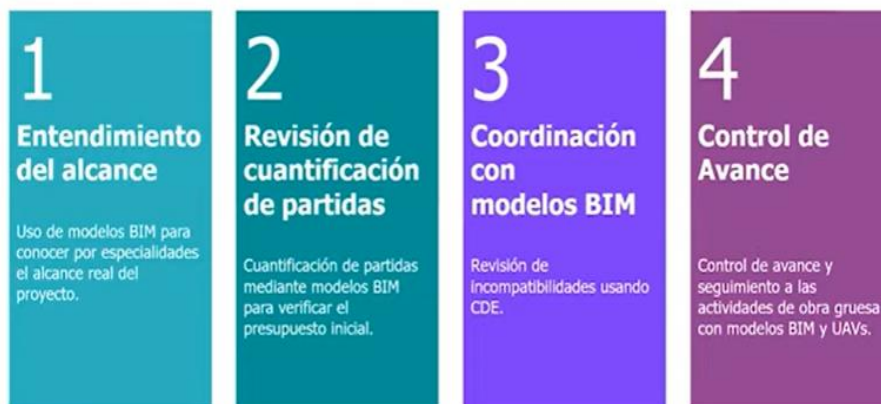 1
Entendimiento
del alcance
Uso de modelos BIM para
conocer por especialidades
el alcance real del
proyecto.
2
Revisión de
cuantificación
de partidas
Cuantificación de partidas
mediante modelos BIM
para verificar el
presupuesto inicial.
3
Coordinación
con
modelos BIM
Revisión de
incompatibilidades usando
CDE.
4
Control de
Avance
Control de avance y
seguimiento a las
actividades de obra gruesa
con modelos BIM y UAVs.